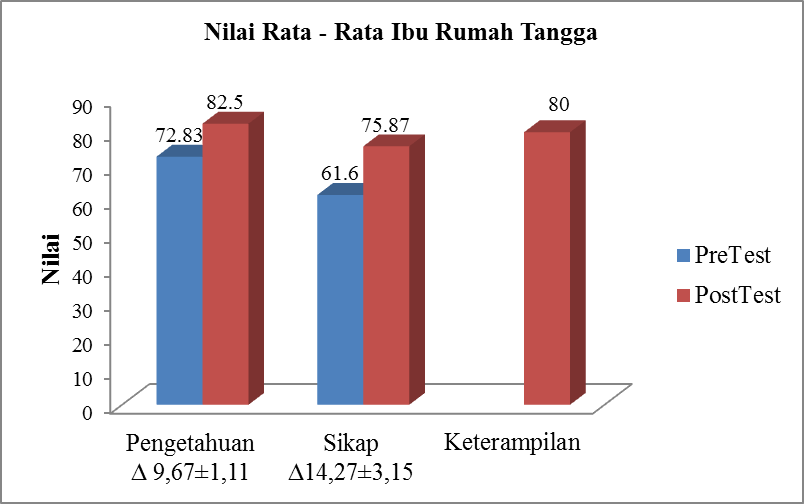 Nilai Rata - Rata Ibu Rumah Tangga
Nilai
90
80
70
60
50
40
30
20
10
0
72.83
82.5
61.6
75.87
80
Pengetahuan
Δ 9,67±1,11
Sikap
Δ14,27±3,15
Keterampilan
PreTest
PostTest